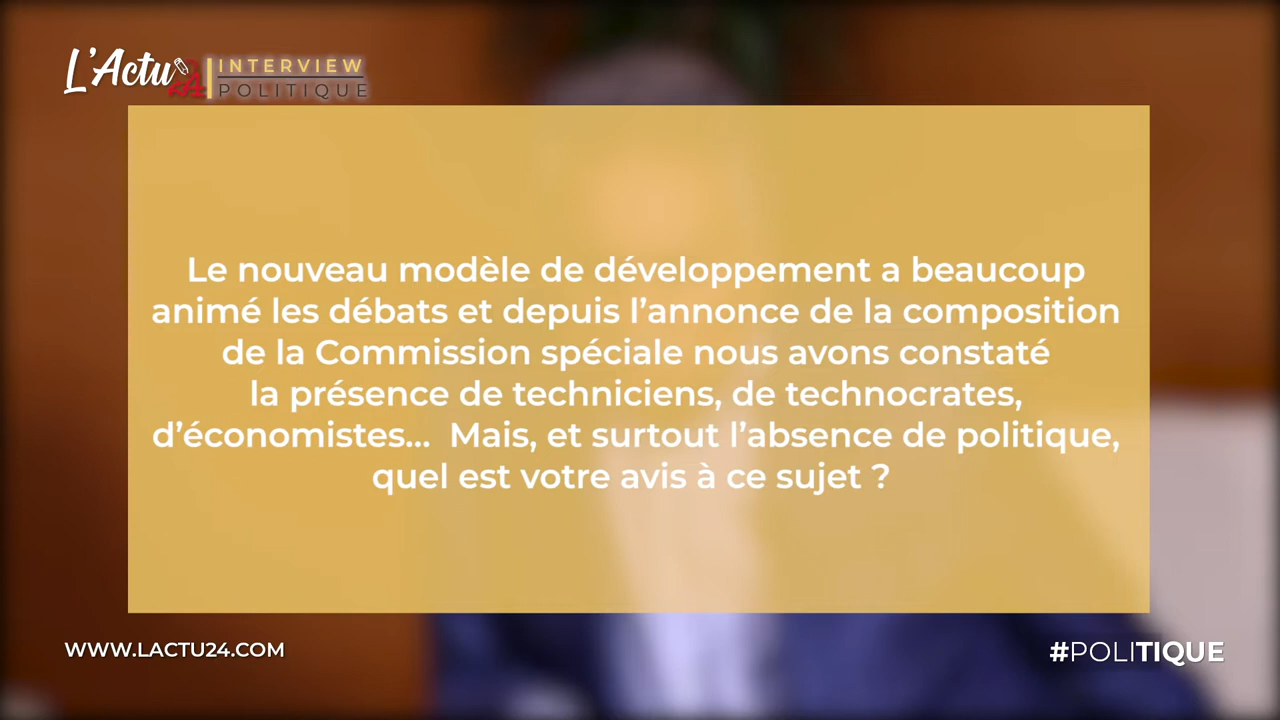 L'Actu
24
INTERVIEW
POLITIQUE
Le nouveau modèle de développement a beaucoup
animé les débats et depuis l’annonce de la composition
de la Commission spéciale nous avons constaté
la présence de techniciens, de technocrates,
d’économistes...  Mais, et surtout l’absence de politique,
quel est votre avis à ce sujet ?
WWW.LACTU24.COM
#POLITIQUE